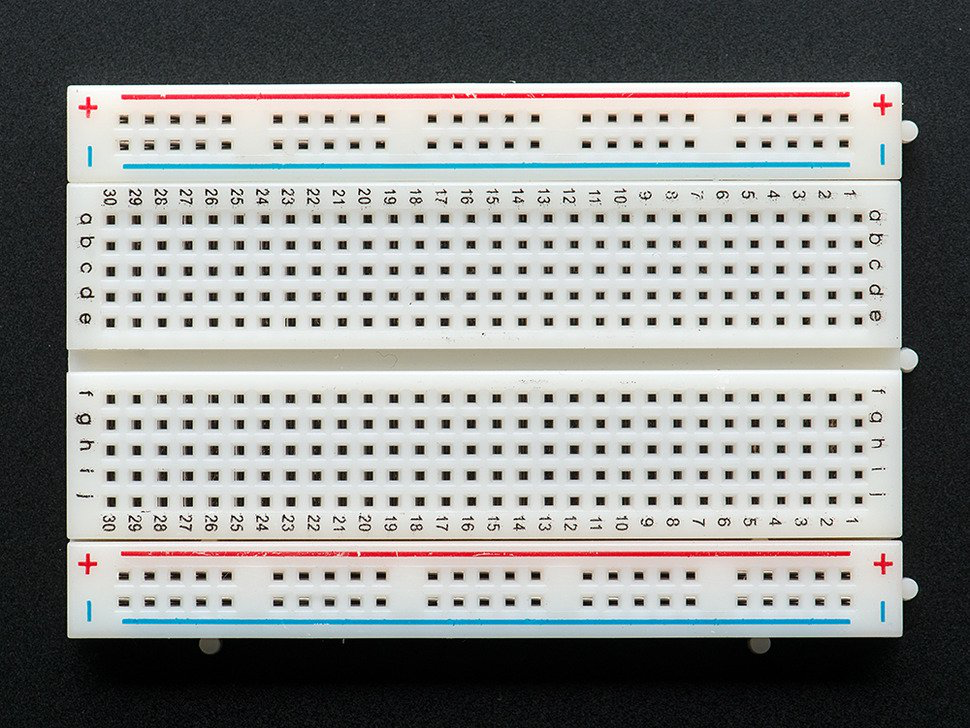 + +
- -
30 29 28 27 26 25 24 23 22 21 20 19 18 17 16 15 14 13 12 11 10 9 8 7 6 5 4 3 2 1
a a
b b
c c
d d
e e
f f
g g
h h
i i
j j
30 29 28 27 26 25 24 23 22 21 20 19 18 17 16 15 14 13 12 11 10 9 8 7 6 5 4 3 2 1
+ +
- -